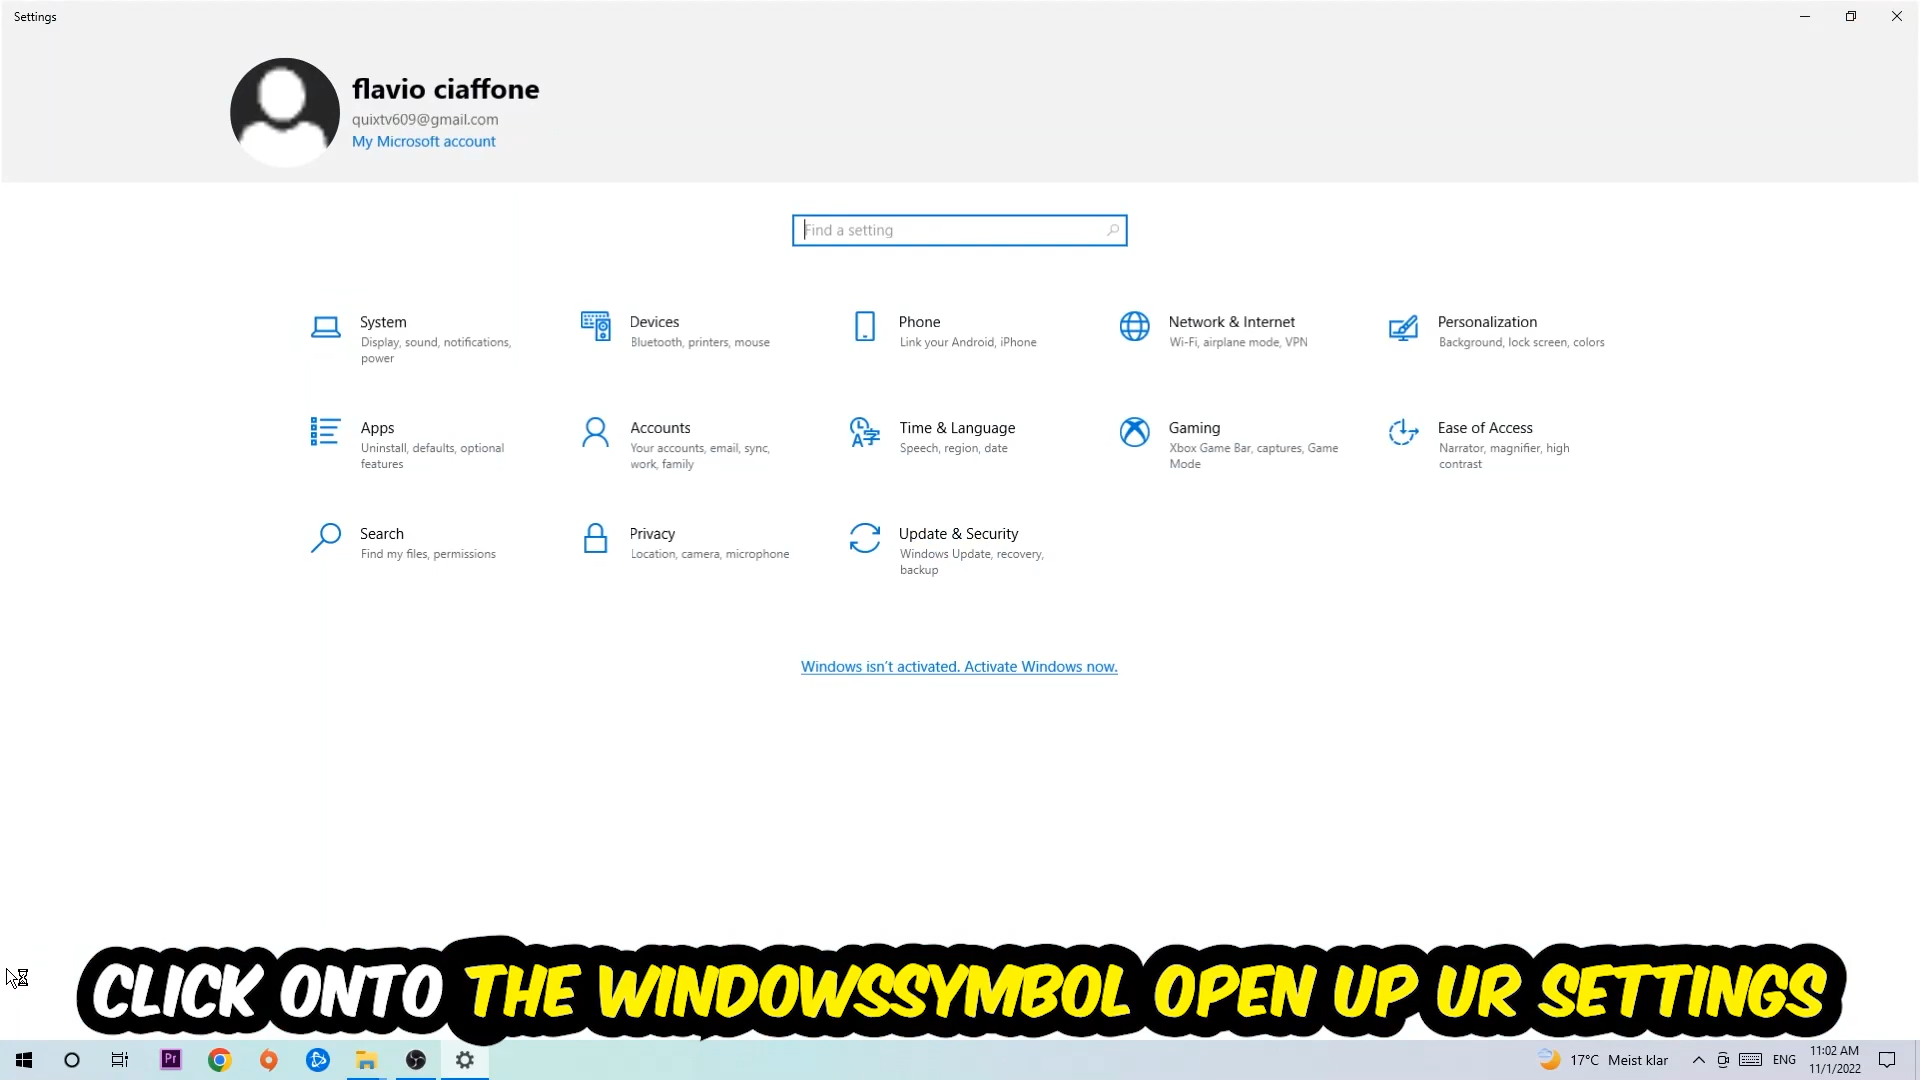 Settings
flavio ciaffone
quixtv609@gmail.com
My Microsoft account
Find a setting
System
Display, sound, notifications,
power
Devices
Bluetooth, printers, mouse
Phone
Link your Android, iPhone
Network & Internet
Wi-Fi, airplane mode, VPN
Personalization
Background, lock screen, colors
Apps
Uninstall, defaults, optional
features
Accounts
Your accounts, email, sync,
work, family
Time & Language
Speech, region, date
Gaming
Xbox Game Bar, captures, Game
Mode
Ease of Access
Narrator, magnifier, high
contrast
Search
Find my files, permissions
Privacy
Location, camera, microphone
Update & Security
Windows Update, recovery,
backup
Windows isn't activated. Activate Windows now.
CLICK ONTO THE WINDOWSSYMBOL OPEN UP UR SETTINGS
Pr
17°C Meist klar
ENG
11:02 AM
11/1/2022